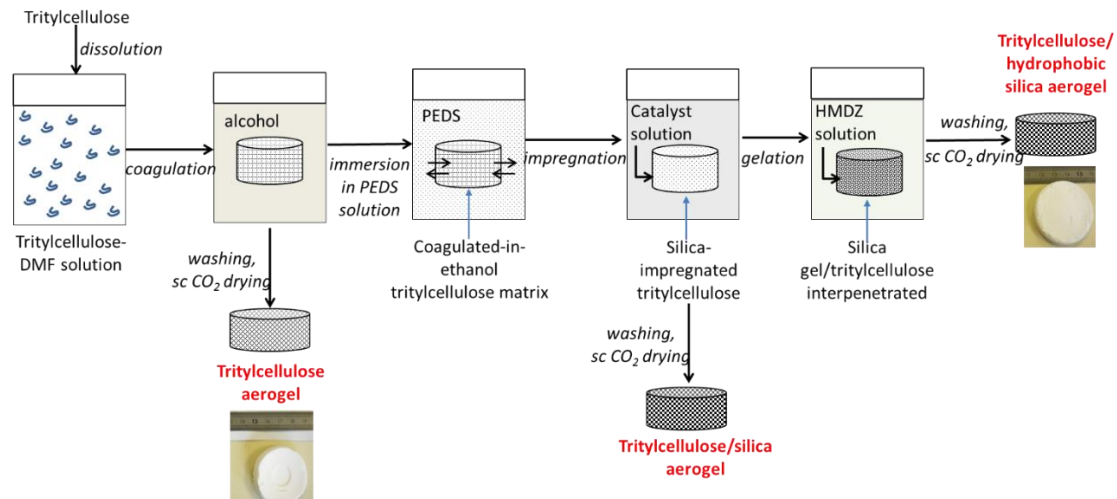 Tritylcellulose
dissolution
Tritylcellulose-
DMF solution
coagulation
alcohol
washing,
sc CO₂ drying
Tritylcellulose
aerogel
immersion
in PEDS
solution
PEDS
Coagulated-in-
ethanol
tritylcellulose matrix
impregnation
Catalyst
solution
Silica-
impregnated
tritylcellulose
washing,
sc CO₂ drying
Tritylcellulose/silica
aerogel
gelation
HMDZ
solution
Silica
gel/tritylcellulose
interpenetrated
washing,
sc CO₂ drying
Tritylcellulose/
hydrophobic
silica aerogel